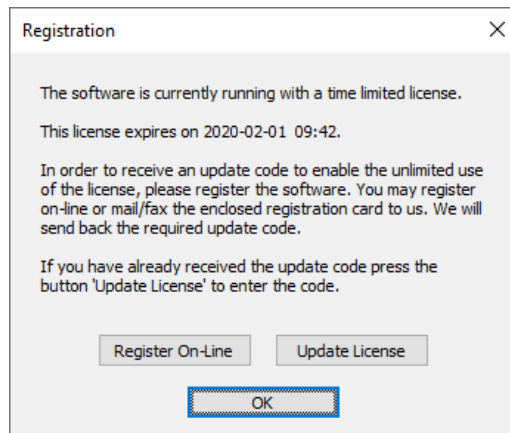 Registration
The software is currently running with a time limited license.
This license expires on 2020-02-01 09:42.
In order to receive an update code to enable the unlimited use
of the license, please register the software. You may register
on-line or mail/fax the enclosed registration card to us. We will
send back the required update code.
If you have already received the update code press the
button 'Update License' to enter the code.
Register On-Line Update License
OK